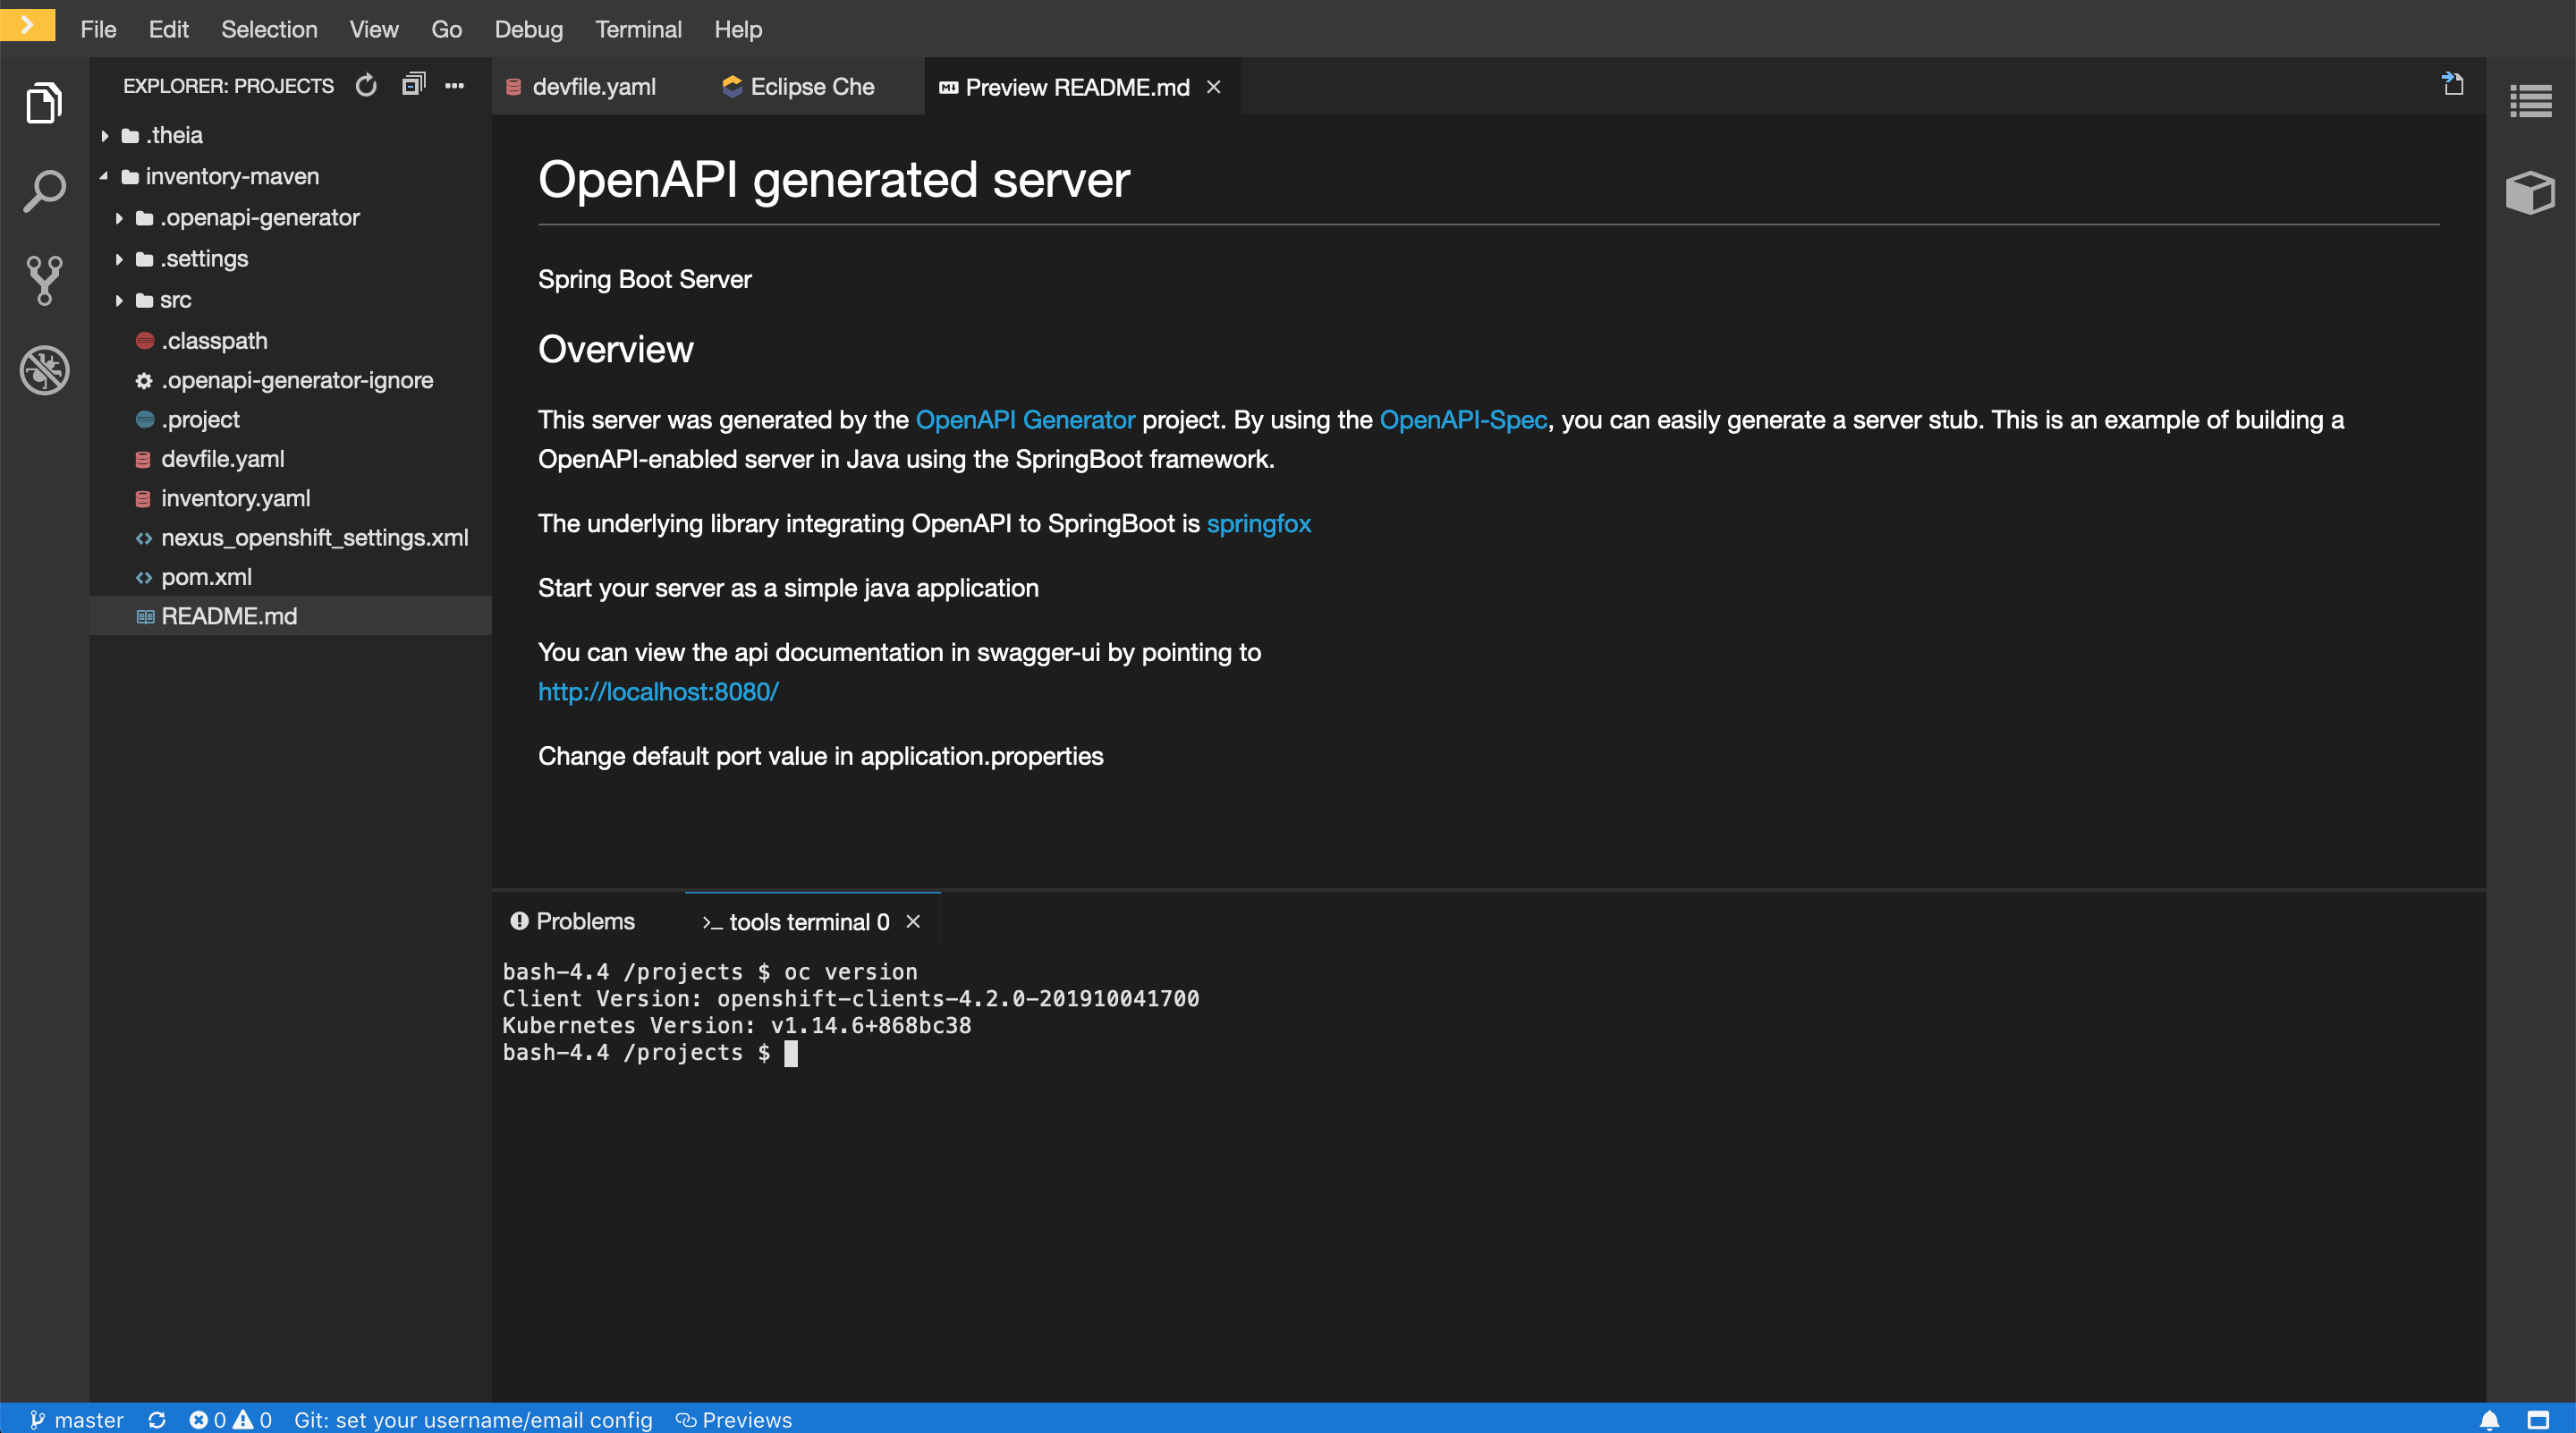 File Edit Selection View Go Debug Terminal Help
EXPLORER: PROJECTS
.theia
inventory-maven
.openapi-generator
.settings
src
.classpath
.openapi-generator-ignore
.project
devfile.yaml
inventory.yaml
nexus_openshift_settings.xml
pom.xml
README.md
devfile.yaml Eclipse Che Preview README.md
OpenAPI generated server
Spring Boot Server
Overview
This server was generated by the OpenAPI Generator project. By using the OpenAPI-Spec, you can easily generate a server stub. This is an example of building a
OpenAPI-enabled server in Java using the SpringBoot framework.
The underlying library integrating OpenAPI to SpringBoot is springfox
Start your server as a simple java application
You can view the api documentation in swagger-ui by pointing to
http://localhost:8080/
Change default port value in application.properties
Problems >_ tools terminal 0
bash-4.4 /projects $ oc version
Client Version: openshift-clients-4.2.0-201910041700
Kubernetes Version: v1.14.6+868bc38
bash-4.4 /projects $
master 0 0 Git: set your username/email config Previews